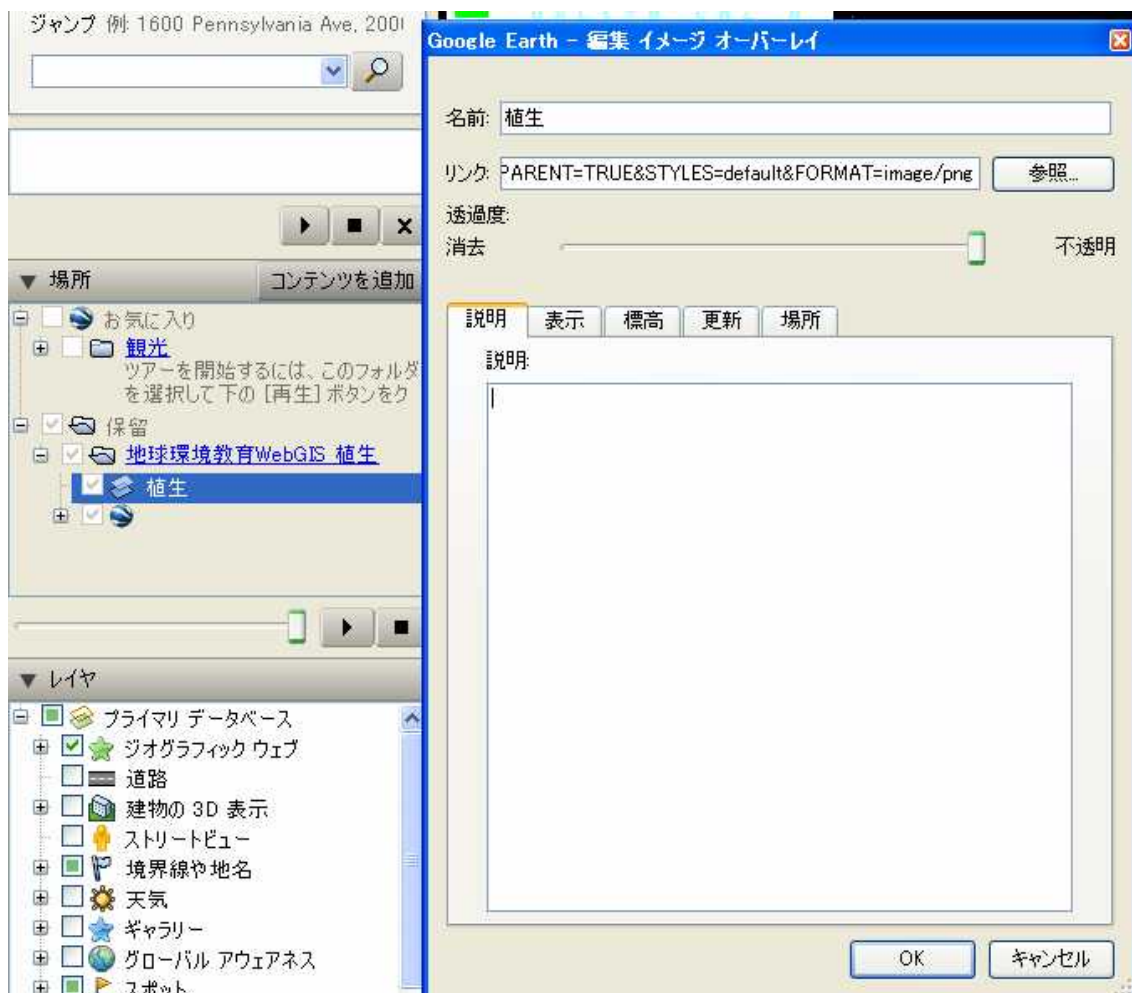 ジャンプ 例: 1600 Pennsylvania Ave, 200
▼ 場所
コンテンツを追加
お気に入り
観光
ツアーを開始するには、このフォルダ
を選択して下の [再生] ボタンをク
保留
地球環境教育WebGIS 植生
植生
▼ レイヤ
プライマリ データベース
ジオグラフィック ウェブ
道路
建物の 3D 表示
ストリートビュー
境界線や地名
天気
ギャラリー
グローバル アウェアネス
スポット
Google Earth - 編集 イメージ オーバーレイ
名前: 植生
リンク: PARENT=TRUE&STYLES=default&FORMAT=image/png 参照...
透過度:
消去 不透明
説明 表示 標高 更新 場所
説明:
OK キャンセル